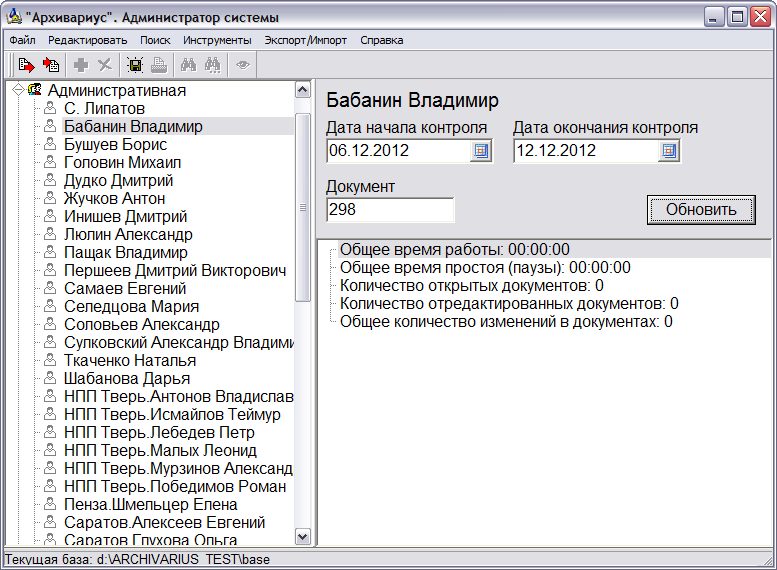 "Архивариус". Администратор системы
Файл Редактировать Поиск Инструменты Экспорт/Импорт Справка
Административная
С. Липатов
Бабанин Владимир
Бушуев Борис
Головин Михаил
Дудко Дмитрий
Жучков Антон
Инишев Дмитрий
Люлин Александр
Пащак Владимир
Першеев Дмитрий Викторович
Самаев Евгений
Селедцова Мария
Соловьев Александр
Сулковский Александр Владими
Ткаченко Наталья
Шабанова Дарья
НПП Тверь.Антонов Владислав
НПП Тверь.Исмайлов Теймур
НПП Тверь.Лебедев Петр
НПП Тверь.Малых Леонид
НПП Тверь.Мурзинов Александ
НПП Тверь.Победимов Роман
Пенза.Шмельцер Елена
Саратов.Алексеев Евгений
Саратов Глухова Ольга
Бабанин Владимир
Дата начала контроля Дата окончания контроля
06.12.2012 12.12.2012
Документ
298 Обновить
Общее время работы: 00:00:00
Общее время простоя (паузы): 00:00:00
Количество открытых документов: 0
Количество отредактированных документов: 0
Общее количество изменений в документах: 0
Текущая база: d:\ARCHIVARIUS_TEST\base